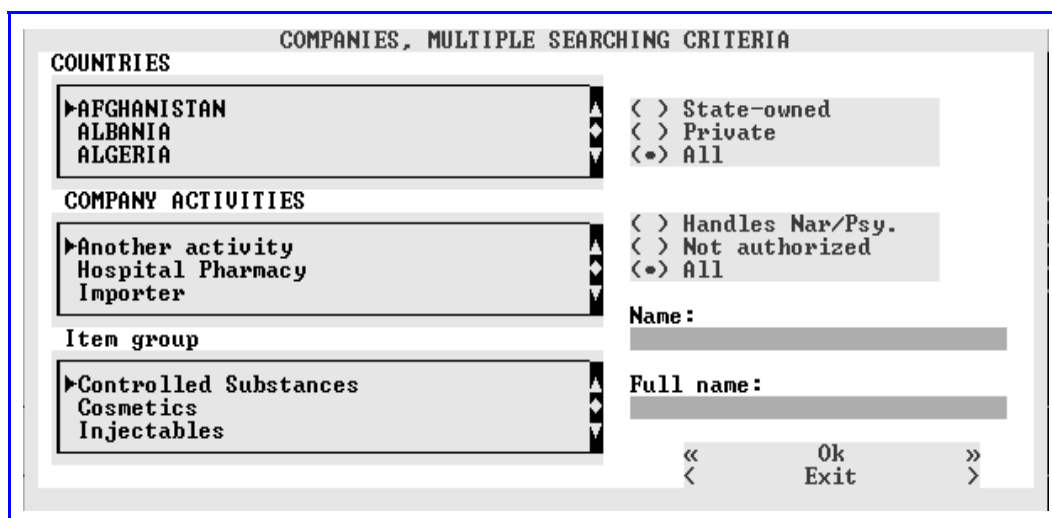 COMPANIES, MULTIPLE SEARCHING CRITERIA
COUNTRIES
►AFGHANISTAN
ALBANIA
ALGERIA
( ) State-owned
( ) Private
(•) All
COMPANY ACTIVITIES
►Another activity
Hospital Pharmacy
Importer
( ) Handles Nar/Psy.
( ) Not authorized
(•) All
Item group
►Controlled Substances
Cosmetics
Injectables
Name:
Full name:
« Ok »
< Exit >